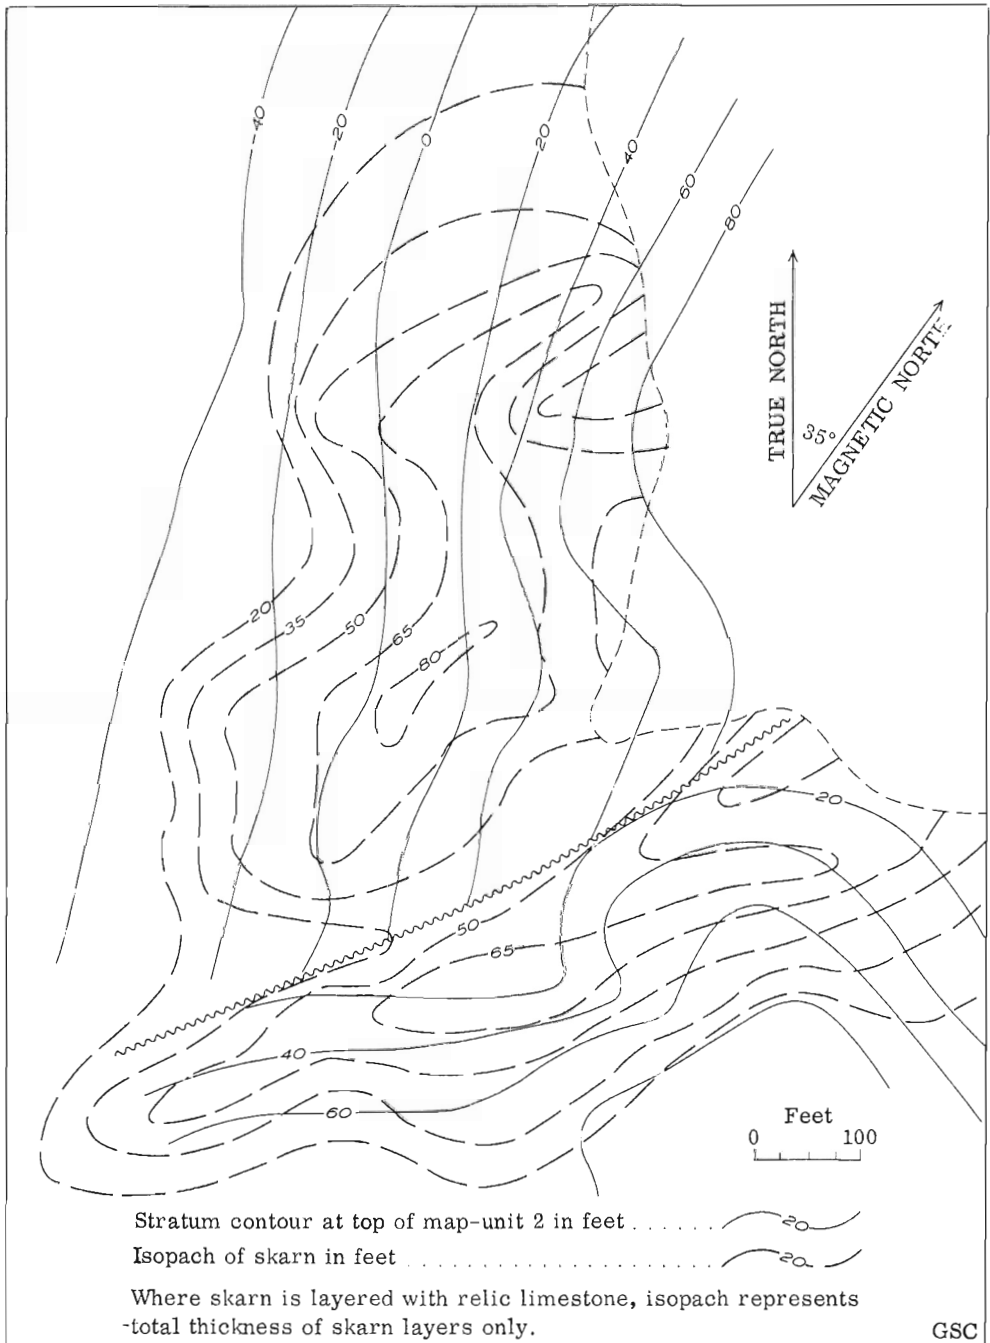 40
20
0
20
40
60
80
TRUE NORTH
35°
MAGNETIC NORTH
20
35
50
65
80
20
50
65
40
60
Feet
0 100
Stratum contour at top of map-unit 2 in feet . . . . . . . 20
Isopach of skarn in feet . . . . . . . . . . . . . . . . . . . . . . . . 20
Where skarn is layered with relic limestone, isopach represents
-total thickness of skarn layers only.
GSC